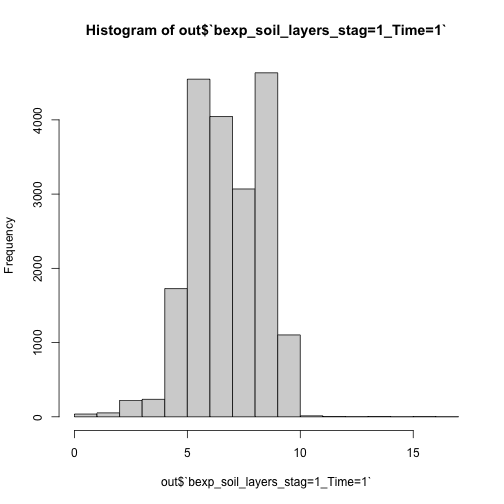 Histogram of out$`bexp_soil_layers_stag=1_Time=1`
Frequency
4000
3000
2000
1000
0
0 5 10 15
out$`bexp_soil_layers_stag=1_Time=1`